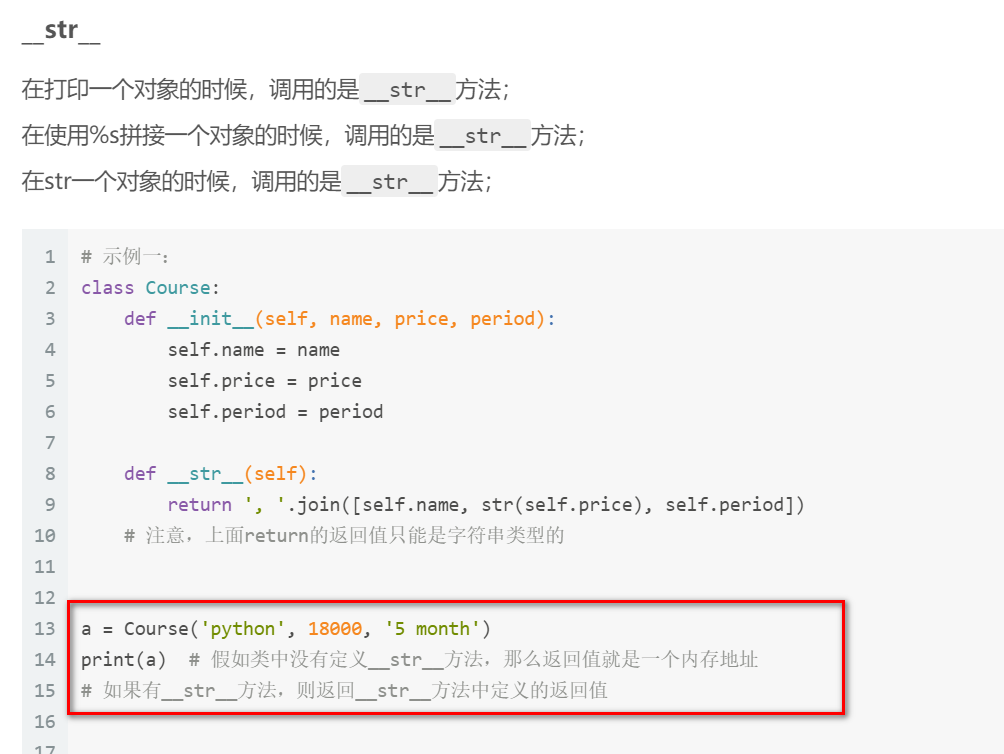 __str__
在打印一个对象的时候，调用的是__str__方法；
在使用%s拼接一个对象的时候，调用的是__str__方法；
在str一个对象的时候，调用的是__str__方法；
1 # 示例一：
2 class Course:
3     def __init__(self, name, price, period):
4         self.name = name
5         self.price = price
6         self.period = period
7
8     def __str__(self):
9         return ', '.join([self.name, str(self.price), self.period])
10     # 注意，上面return的返回值只能是字符串类型的
11
12
13 a = Course('python', 18000, '5 month')
14 print(a)  # 假如类中没有定义__str__方法，那么返回值就是一个内存地址
15 # 如果有__str__方法，则返回__str__方法中定义的返回值
16
17